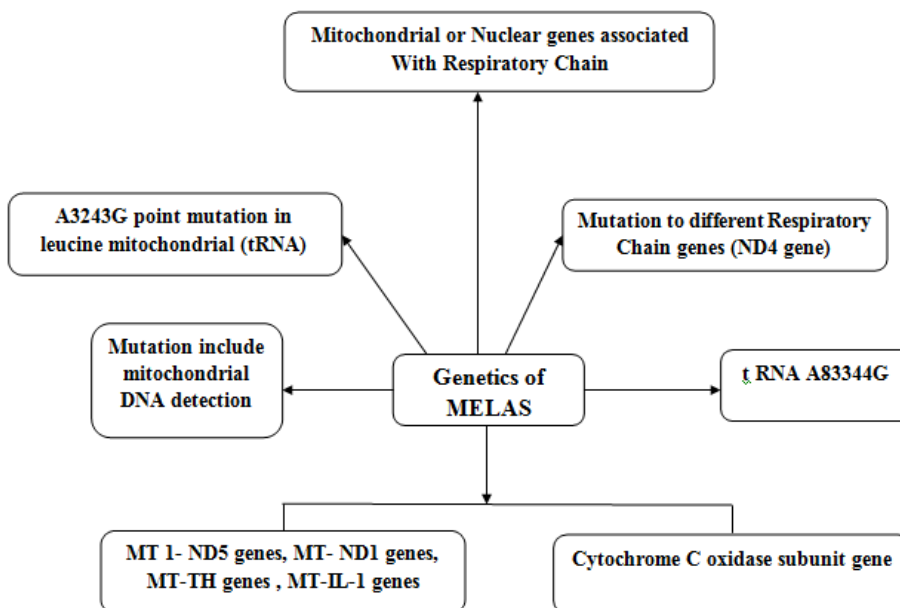 Mitochondrial or Nuclear genes associated
With Respiratory Chain
A3243G point mutation in
leucine mitochondrial (tRNA)
Mutation to different Respiratory
Chain genes (ND4 gene)
Mutation include
mitochondrial
DNA detection
Genetics of
MELAS
t RNA A83344G
MT 1- ND5 genes, MT- ND1 genes,
MT-TH genes , MT-IL-1 genes
Cytochrome C oxidase subunit gene